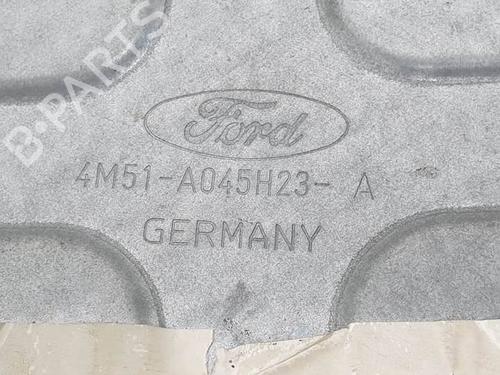 B-PARTS
Ford
4M51-A045H23- A
GERMANY